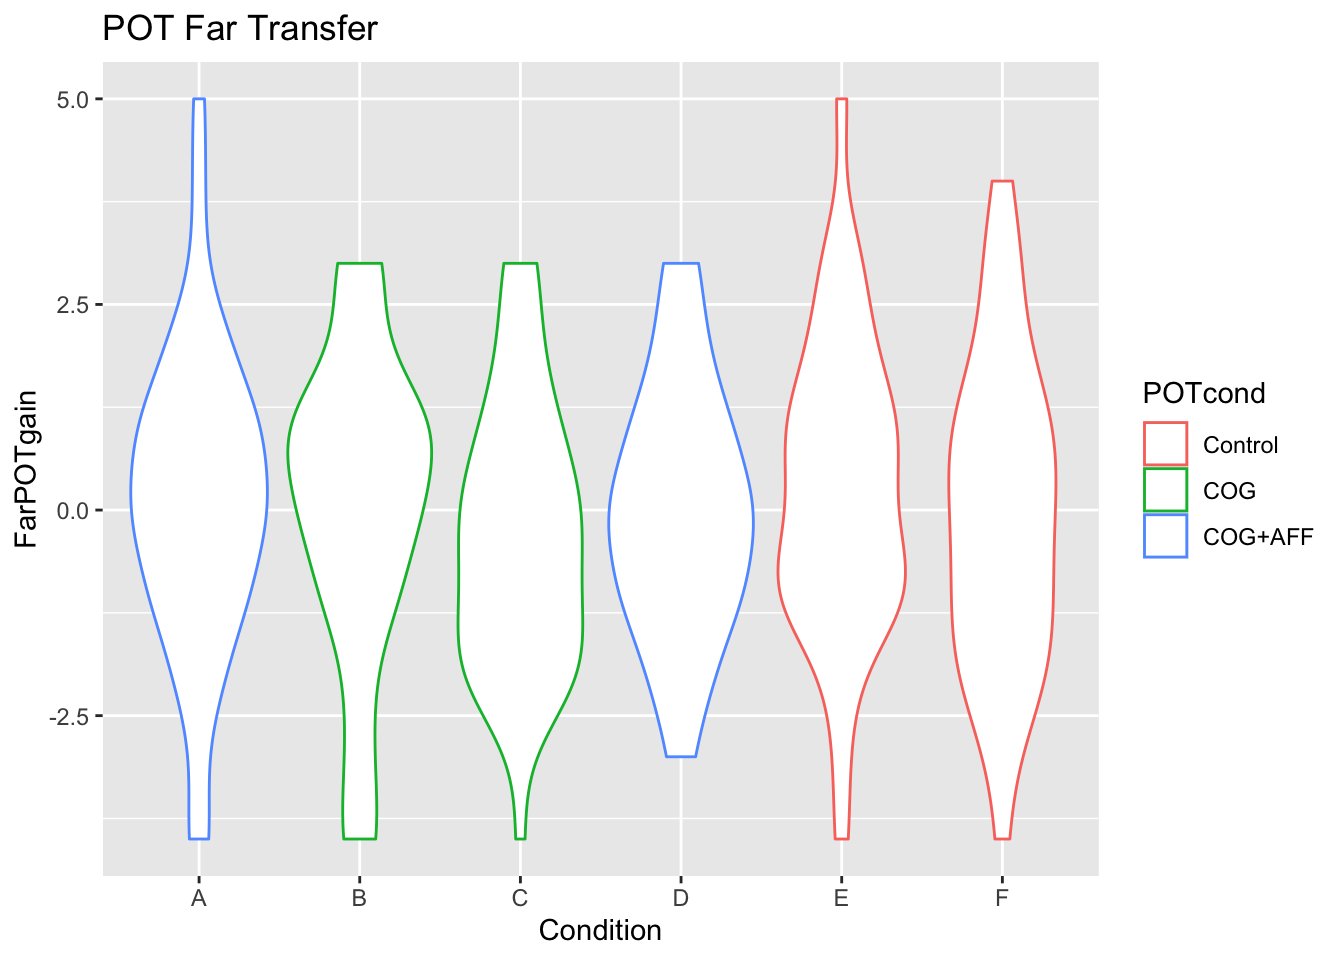 POT Far Transfer
5.0
2.5
0.0
-2.5
FarPOTgain
A B C D E F
Condition
POTcond
Control
COG
COG+AFF